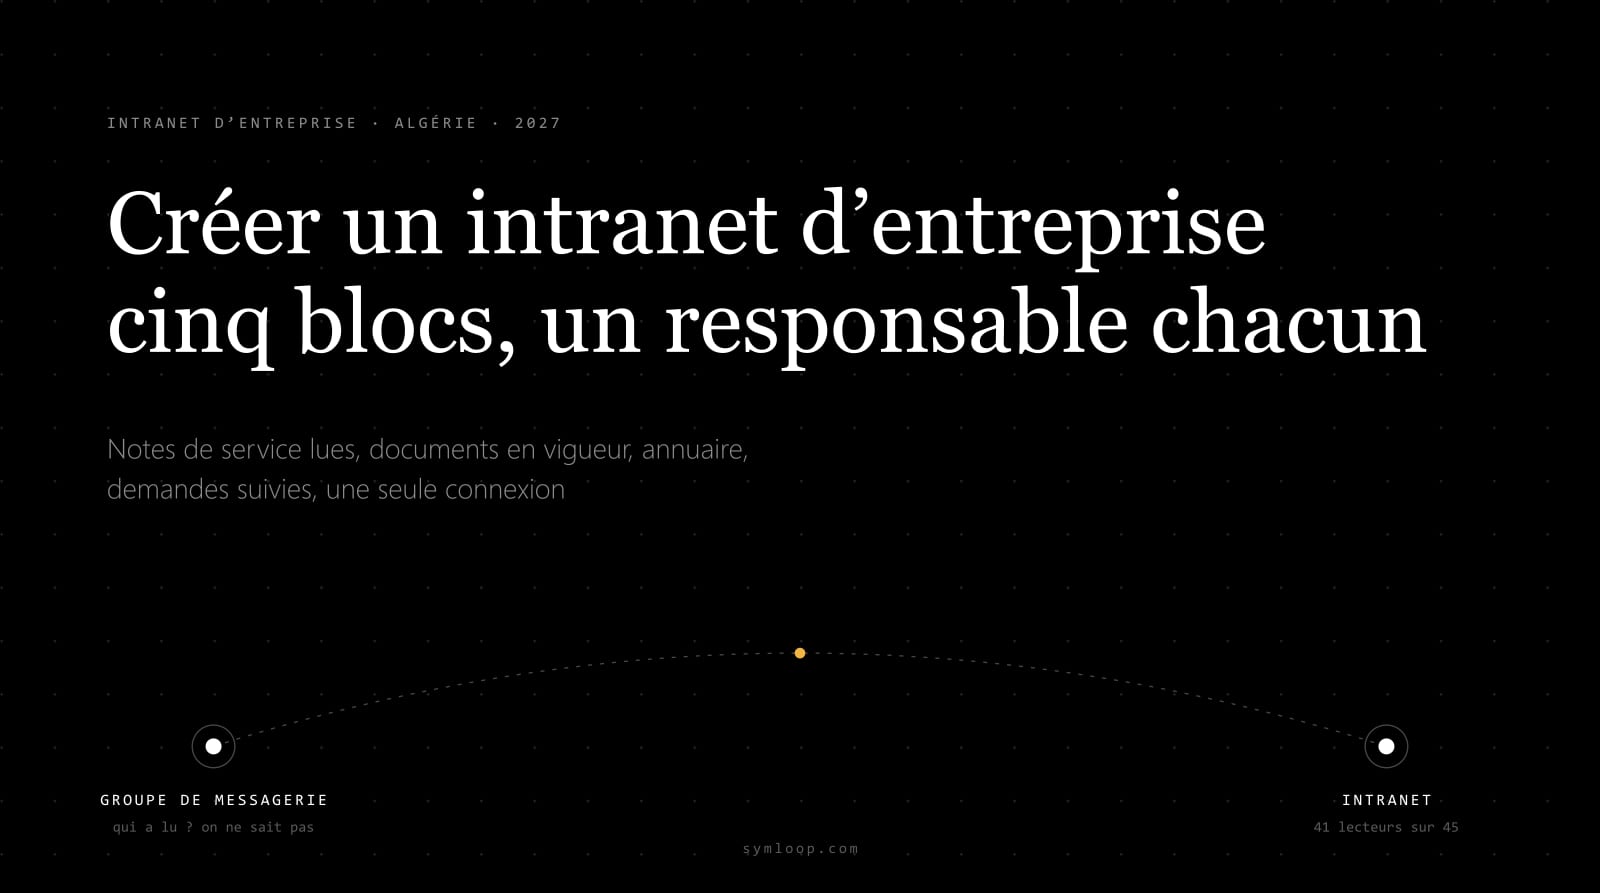 INTRANET D’ENTREPRISE · ALGÉRIE · 2027
Créer un intranet d’entreprise
cinq blocs, un responsable chacun
Notes de service lues, documents en vigueur, annuaire,
demandes suivies, une seule connexion
GROUPE DE MESSAGERIE
qui a lu ? on ne sait pas
INTRANET
41 lecteurs sur 45
symloop.com